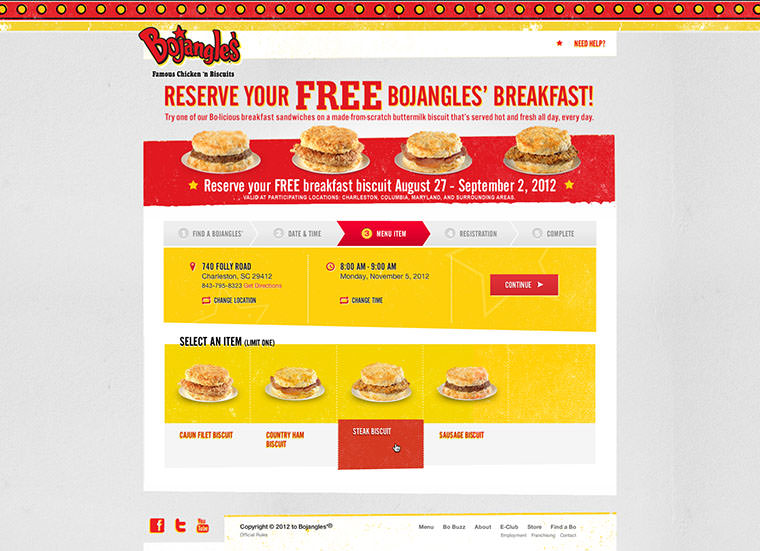 Bojangles'
NEED HELP?
Famous Chicken 'n Biscuits
RESERVE YOUR FREE BOJANGLES' BREAKFAST!
Try one of our Bo-licious breakfast sandwiches on a made-from-scratch buttermilk biscuit that's served hot and fresh all day, every day.
Reserve your FREE breakfast biscuit August 27 - September 2, 2012
VALID AT PARTICIPATING LOCATIONS: CHARLESTON, COLUMBIA, MARYLAND, AND SURROUNDING AREAS.
1 FIND A BOJANGLES' 2 DATE & TIME 3 MENU ITEM 4 REGISTRATION 5 COMPLETE
740 FOLLY ROAD
Charleston, SC 29412
843-795-8323 Get Directions
CHANGE LOCATION
8:00 AM - 9:00 AM
Monday, November 5, 2012
CHANGE TIME
CONTINUE
SELECT AN ITEM (LIMIT ONE)
CAJUN FILET BISCUIT
COUNTRY HAM
BISCUIT
STEAK BISCUIT
SAUSAGE BISCUIT
f t You Tube
Copyright © 2012 to Bojangles'®
Official Rules
Menu Bo Buzz About E-Club Store Find a Bo
Employment Franchising Contact